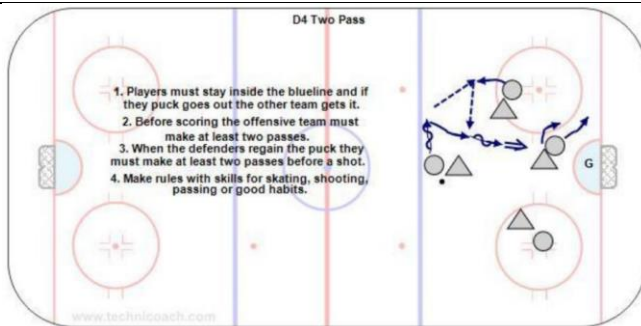 D4 Two Pass
1. Players must stay inside the blueline and if
they puck goes out the other team gets it.
2. Before scoring the offensive team must
make at least two passes.
3. When the defenders regain the puck they
must make at least two passes before a shot.
4. Make rules with skills for skating, shooting,
passing or good habits.
G
www.technicoach.com